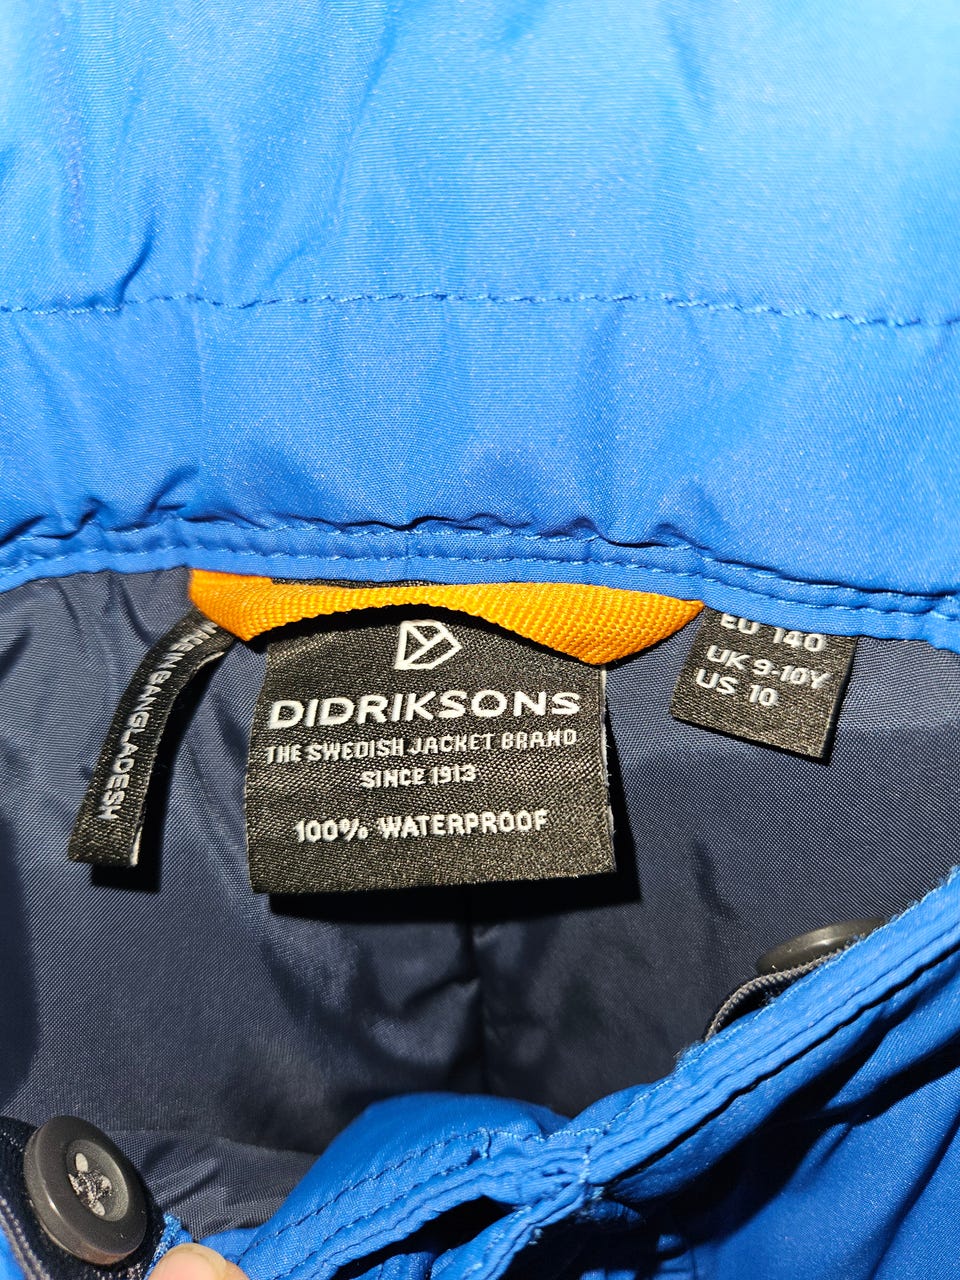 DIDRIKSONS
THE SWEDISH JACKET BRAND
SINCE 1913
100% WATERPROOF
EU 140
UK 9-10Y
US 10
BANGLADESH